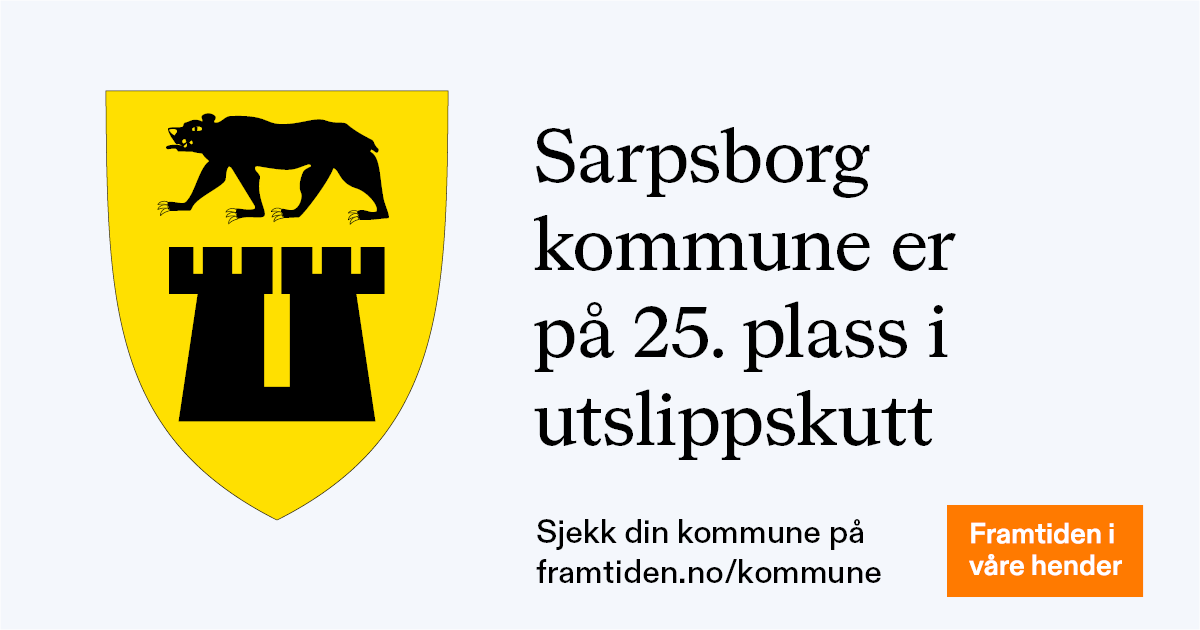 Sarpsborg
kommune er
på 25. plass i
utslippskutt
Sjekk din kommune på
framtiden.no/kommune
Framtiden i
våre hender